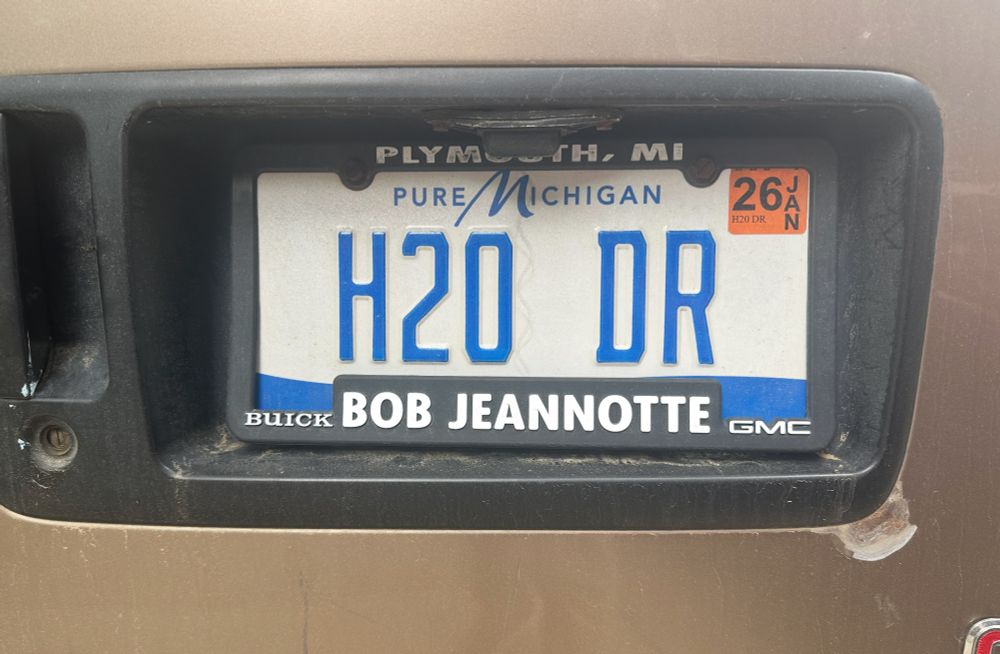 PLYMOUTH, MI
PURE MICHIGAN
26 JAN
H20 DR
H20 DR
BUICK BOB JEANNOTTE GMC